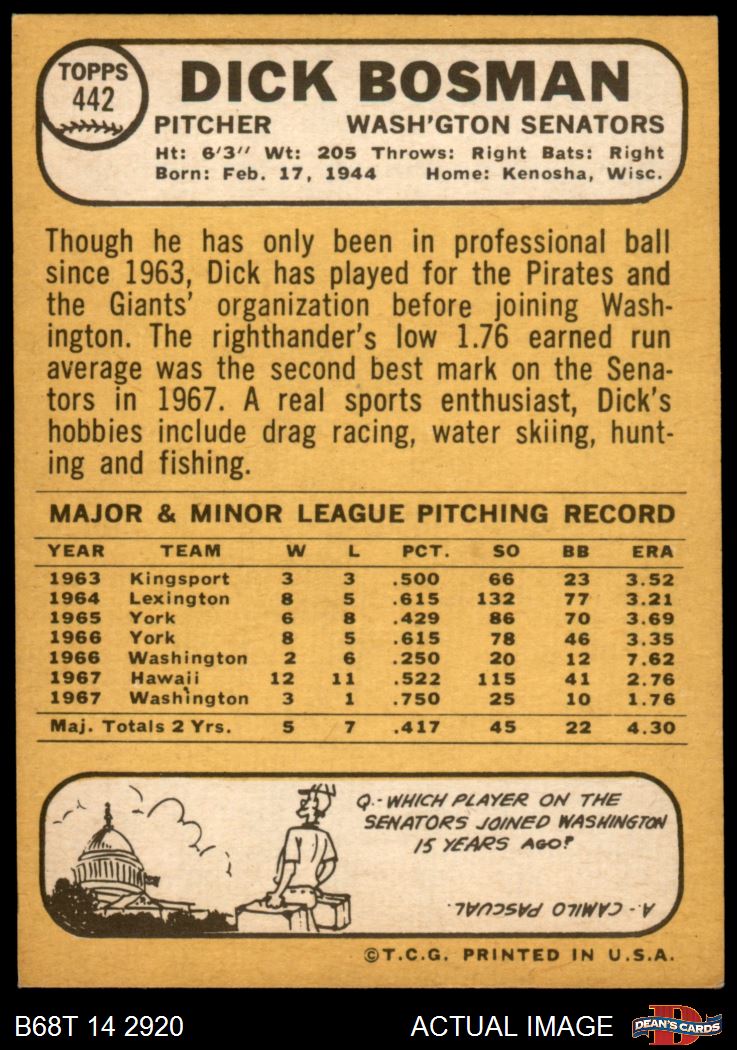 TOPPS
442
DICK BOSMAN
PITCHER WASH'GTON SENATORS
Ht: 6'3" Wt: 205 Throws: Right Bats: Right
Born: Feb. 17, 1944 Home: Kenosha, Wisc.
Though he has only been in professional ball
since 1963, Dick has played for the Pirates and
the Giants' organization before joining Wash-
ington. The righthander's low 1.76 earned run
average was the second best mark on the Sena-
tors in 1967. A real sports enthusiast, Dick's
hobbies include drag racing, water skiing, hunt-
ing and fishing.
MAJOR & MINOR LEAGUE PITCHING RECORD
YEAR TEAM W L PCT. SO BB ERA
1963 Kingsport 3 3 .500 66 23 3.52
1964 Lexington 8 5 .615 132 77 3.21
1965 York 6 8 .429 86 70 3.69
1966 York 8 5 .615 78 46 3.35
1966 Washington 2 6 .250 20 12 7.62
1967 Hawaii 12 11 .522 115 41 2.76
1967 Washington 3 1 .750 25 10 1.76
Maj. Totals 2 Yrs. 5 7 .417 45 22 4.30
Q.- WHICH PLAYER ON THE
SENATORS JOINED WASHINGTON
15 YEARS AGO?
A.- CAMILO PASCUAL.
©T.C.G. PRINTED IN U.S.A.
B68T 14 2920 ACTUAL IMAGE DEAN'S CARDS